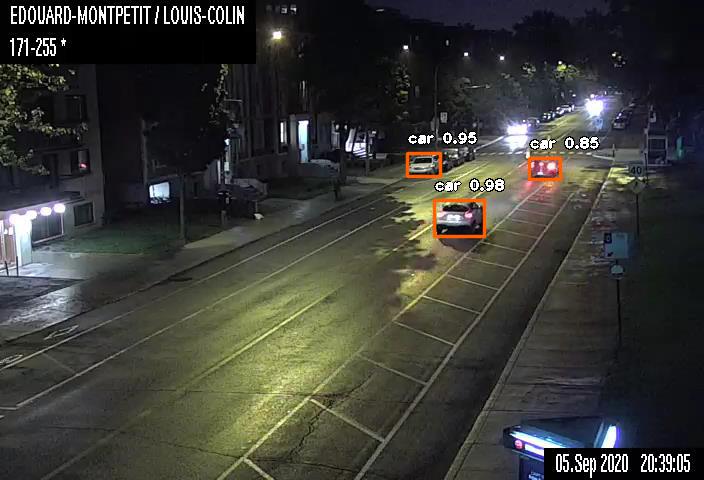 EDOUARD-MONTPETIT / LOUIS-COLIN
171-255 *
car 0.95
car 0.85
car 0.98
40
05.Sep 2020 20:39:05